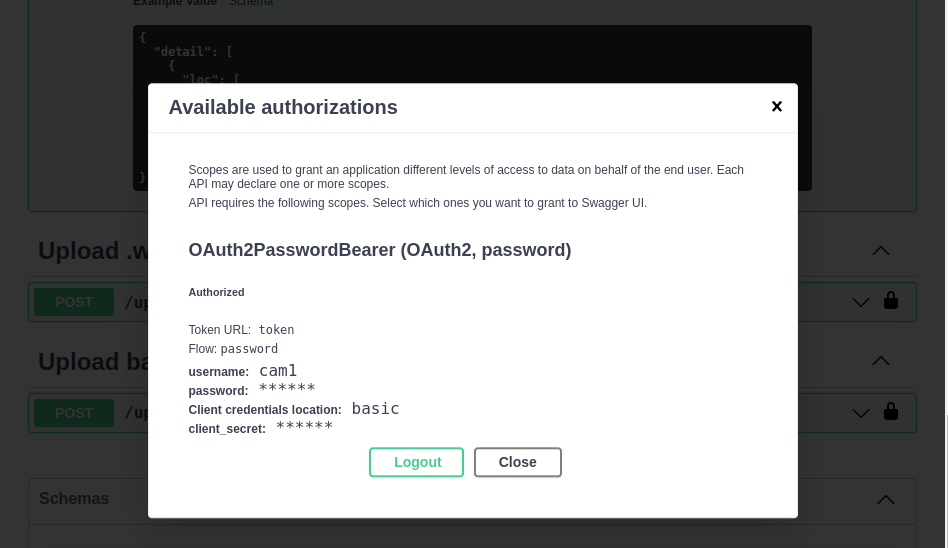 Example Value | Schema
{
"detail": [
{
"loc": [
}
Available authorizations
×
Scopes are used to grant an application different levels of access to data on behalf of the end user. Each
API may declare one or more scopes.
API requires the following scopes. Select which ones you want to grant to Swagger UI.
OAuth2PasswordBearer (OAuth2, password)
Authorized
Token URL: token
Flow: password
username: cam1
password: ******
Client credentials location: basic
client_secret: ******
Logout
Close
Upload .w
POST /up
Upload ba
POST /up
Schemas